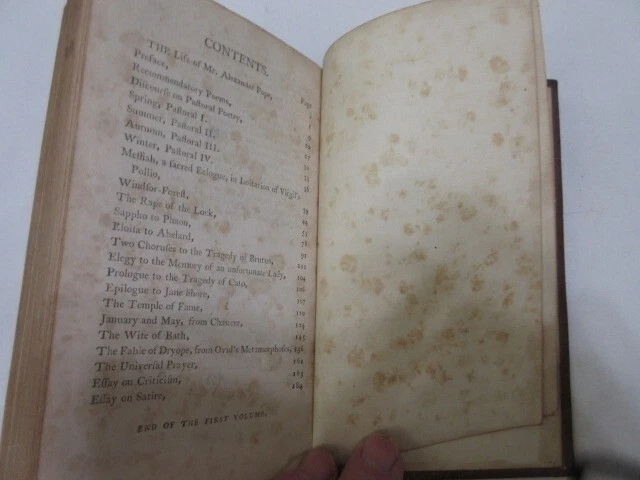 CONTENTS.
Page
THE Life of Mr. Alexander Pope,
Preface,
Recommendatory Poems,
Discourse on Paſtoral Poetry,
Spring, Paſtoral I.
Summer, Paſtoral II.
Autumn, Paſtoral III.
Winter, Paſtoral IV.
Meſſiah, a ſacred Eclogue, in Imitation of Virgil's
Pollio,
Windſor-Foreſt,
The Rape of the Lock,
Sappho to Phaon,
Eloiſa to Abelard,
Two Choruſes to the Tragedy of Brutus,
Elegy to the Memory of an unfortunate Lady,
Prologue to the Tragedy of Cato,
Epilogue to Jane Shore,
The Temple of Fame,
January and May, from Chaucer,
The Wife of Bath,
The Fable of Dryope, from Ovid's Metamorphoſes,
The Univerſal Prayer,
Eſſay on Criticiſm,
Eſſay on Satire,
END OF THE FIRST VOLUME.